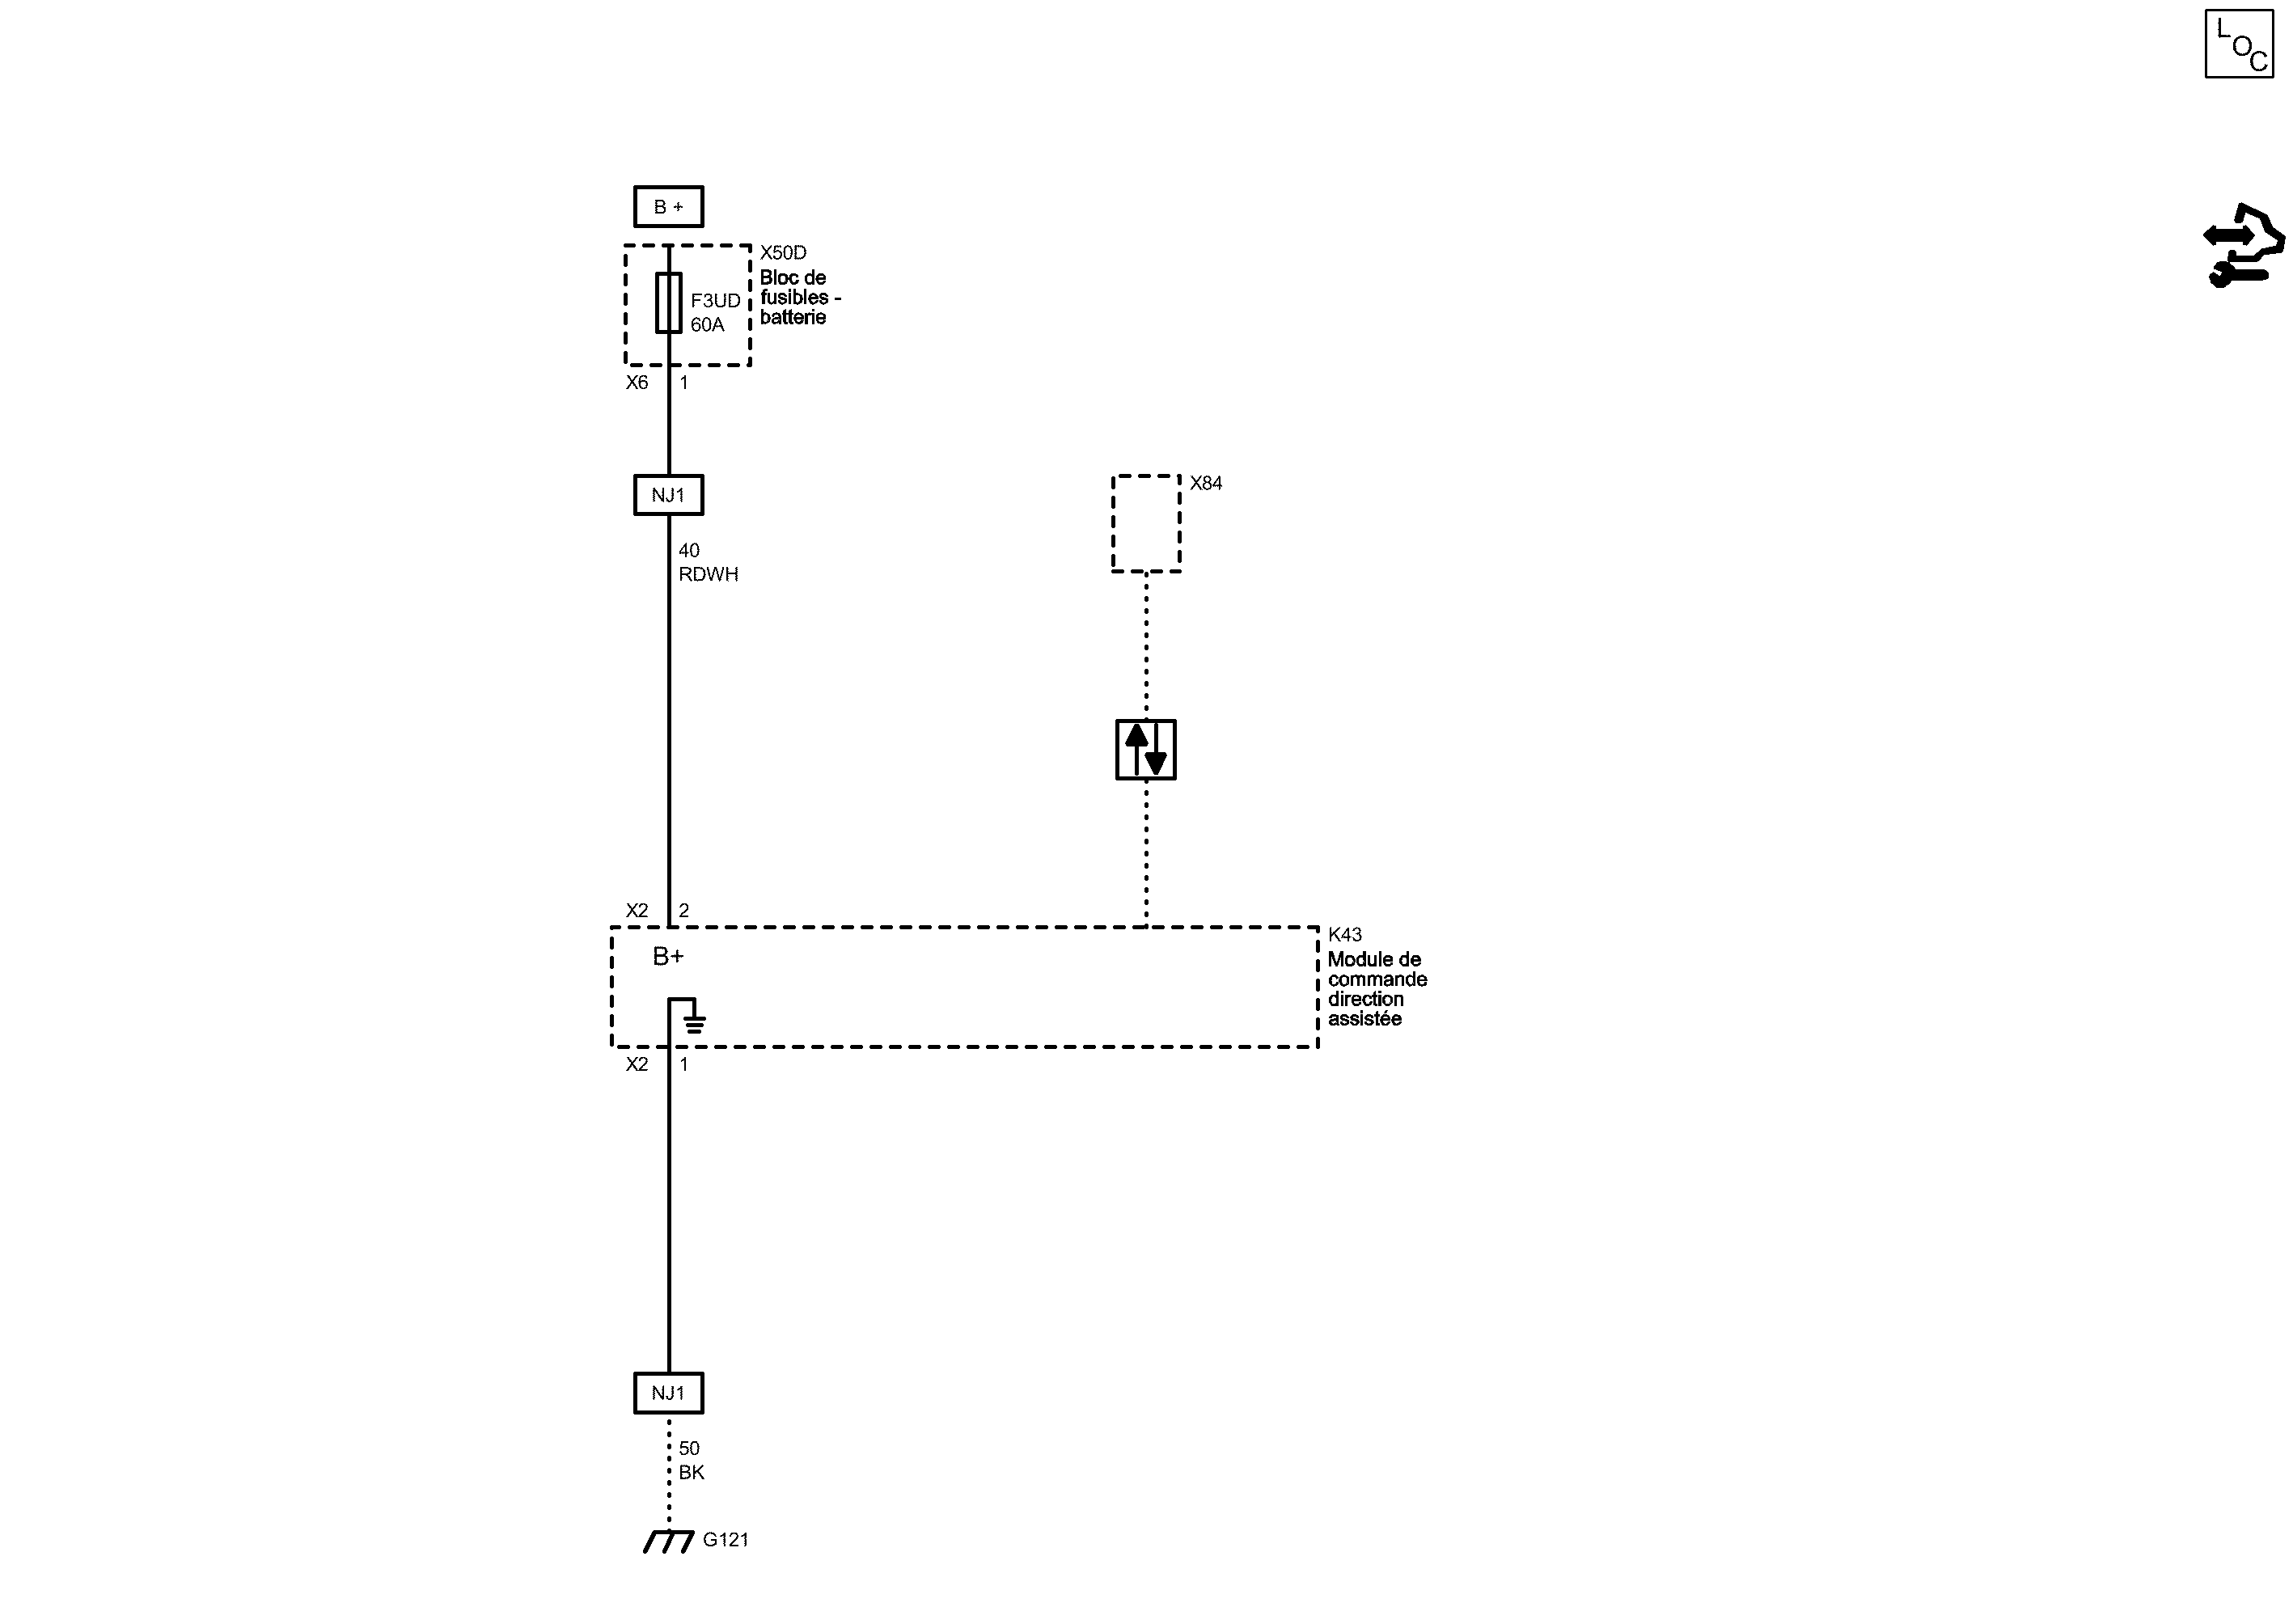 L
O
C
B +
X50D
Bloc de
fusibles -
batterie
F3UD
60A
X6 1
NJ1
X84
40
RDWH
X2 2
B+
K43
Module de
commande
direction
assistée
X2 1
NJ1
50
BK
G121